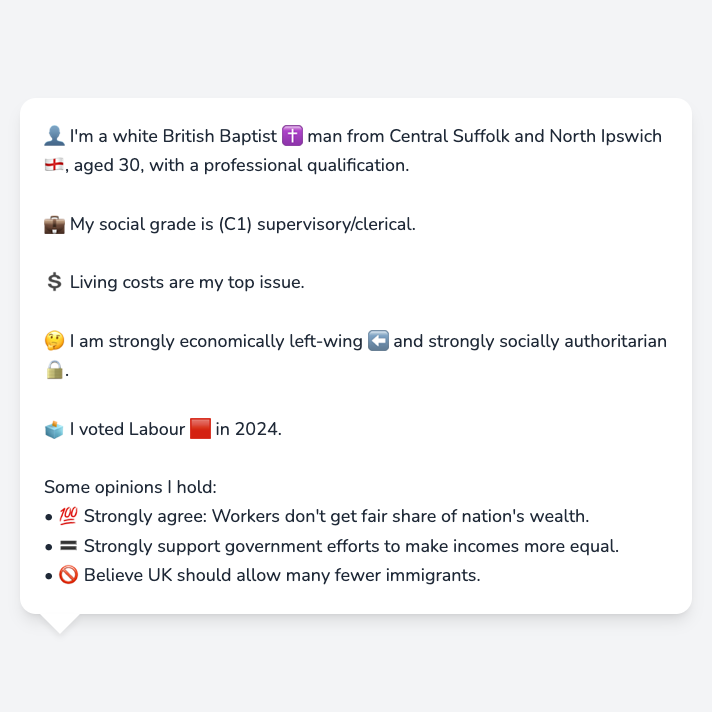 👤 I'm a white British Baptist ✝️ man from Central Suffolk and North Ipswich
🏴󠁧󠁢󠁥󠁮󠁧󠁿, aged 30, with a professional qualification.
💼 My social grade is (C1) supervisory/clerical.
💲 Living costs are my top issue.
🤔 I am strongly economically left-wing ⬅️ and strongly socially authoritarian
🔒.
🗳️ I voted Labour 🟥 in 2024.
Some opinions I hold:
• 💯 Strongly agree: Workers don't get fair share of nation's wealth.
• 🟰 Strongly support government efforts to make incomes more equal.
• 🚫 Believe UK should allow many fewer immigrants.